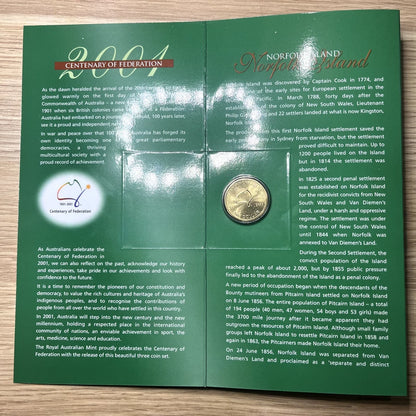 2001
CENTENARY OF FEDERATION
As the dawn heralded the arrival of the 20th
glowed warmly on the first day of
Commonwealth of Australia – a new
1901 when six British colonies came
Australia had embarked on a journey
see it a proud and independent
In war and peace over the 100 Australia has forged its
own identity becoming one great parliamentary
democracies, a thriving
multicultural society with a
proud record of achievement.
1901-2001
Centenary of Federation
As Australians celebrate the
Centenary of Federation in
2001, we can also reflect on the past, acknowledge our history
and experiences, take pride in our achievements and look with
confidence to the future.
It is a time to remember the pioneers of our constitution and
democracy, to value the rich cultures and heritage of Australia's
indigenous peoples, and to recognise the contributions of
people from all over the world who have settled in this country.
In 2001, Australia will step into the new century and the new
millennium, holding a respected place in the international
community of nations, an enviable achievement in sport, the
arts, medicine, science and education.
The Royal Australian Mint proudly celebrates the Centenary of
Federation with the release of this beautiful three coin set.
NORFOLK ISLAND
Norfolk Island
Island was discovered by Captain Cook in 1774, and
of the early sites for European settlement in the
Pacific. In March 1788, forty days after the
of the colony of New South Wales, Lieutenant
Philip and 22 settlers landed at what is now Kingston,
The this first Norfolk Island settlement saved the
early in Sydney from starvation, but the settlement
proved difficult to maintain. Up to
1200 people lived on the Island
but in 1814 the settlement was
abandoned.
in 1825 a second penal settlement
was established on Norfolk Island
for the recidivist convicts from New
South Wales and Van Diemen's
Land, under a harsh and oppressive
regime. The settlement was under
the control of New South Wales
until 1844 when Norfolk was
annexed to Van Diemen's Land.
During the Second Settlement, the
convict population of the Island
reached a peak of about 2,000, but by 1855 public pressure
finally led to the abandonment of the Island as a penal colony.
A new period of occupation began when the descendants of the
Bounty mutineers from Pitcairn Island settled on Norfolk Island
on 8 June 1856. The entire population of Pitcairn Island – a total
of 194 people (40 men, 47 women, 54 boys and 53 girls) made
the 3700 mile journey after it became apparent they had
outgrown the resources of Pitcairn Island. Although small family
groups left Norfolk Island to resettle Pitcairn Island in 1858 and
again in 1863, the Pitcairners made Norfolk Island their home.
On 24 June 1856, Norfolk Island was separated from Van
Diemen's Land and proclaimed as a 'separate and distinct